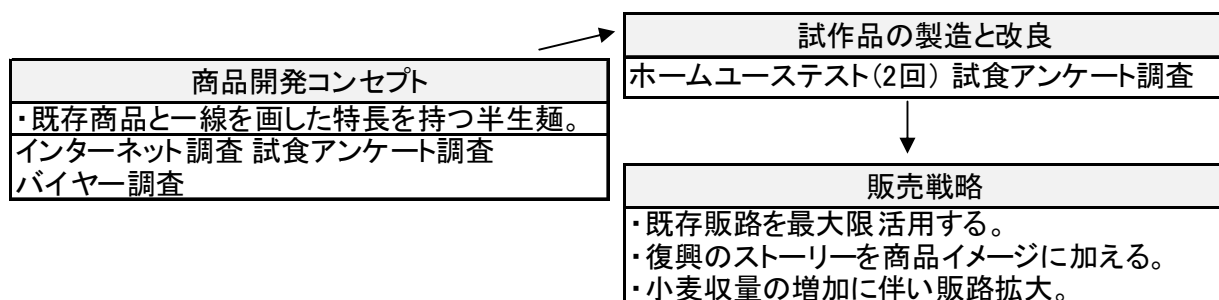 商品開発コンセプト
・既存商品と一線を画した特長を持つ半生麺。
インターネット調査 試食アンケート調査
バイヤー調査
試作品の製造と改良
ホームユーステスト(2回) 試食アンケート調査
販売戦略
・既存販路を最大限活用する。
・復興のストーリーを商品イメージに加える。
・小麦収量の増加に伴い販路拡大。